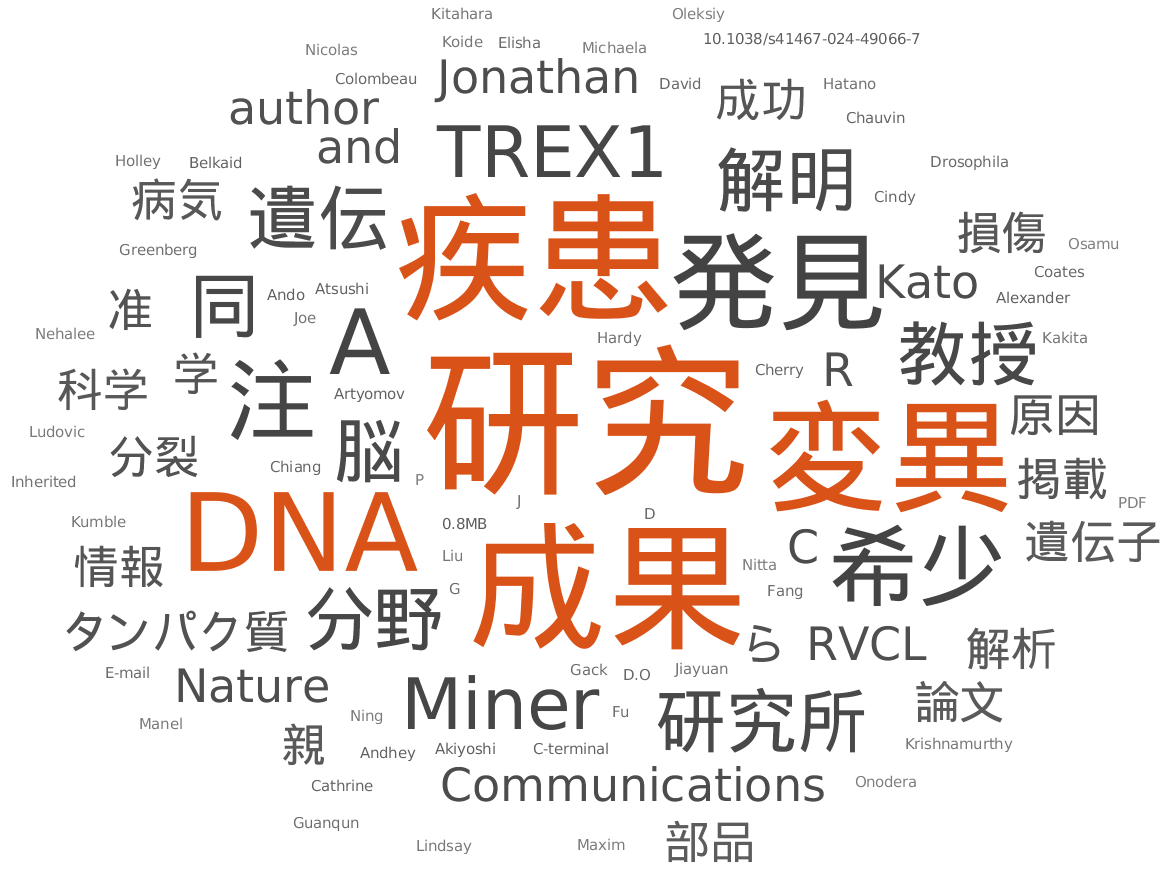 Kitahara
Oleksiy
Nicolas
Koide
Elisha
Michaela
10.1038/s41467-024-49066-7
Colombeau
Jonathan
David
成功
Hatano
author
Chauvin
and
TREX1
Holley
Belkaid
解明
Drosophila
病気
遺伝
疾患
Cindy
損傷
Greenberg
発見
Osamu
准
同
Ando
Atsushi
Kato
Coates
Alexander
Nehalee
Joe
A
Hardy
教授
Kakita
科学
学
注
Artyomov
研究
Cherry
R
変異
原因
Ludovic
分裂
脳
Chiang
P
掲載
Inherited
DNA
J
D
PDF
Kumble
0.8MB
成果
C
希少
遺伝子
情報
Liu
Nitta
G
Fang
タンパク質
分野
ら
RVCL
解析
E-mail
Nature
Miner
Gack
D.O
Jiayuan
研究所
論文
Manel
Ning
Fu
親
Andhey
Akiyoshi
C-terminal
Krishnamurthy
Cathrine
Communications
Onodera
Guanqun
Lindsay
Maxim
部品